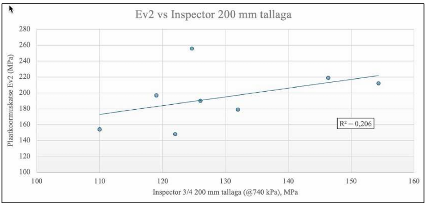 Ev2 vs Inspector 200 mm tallaga
Plaatkoormuskatse Ev2 (MPa)
280
260
240
220
200
180
160
140
120
100
R² = 0,206
100 110 120 130 140 150 160
Inspector 3/4 200 mm tallaga (@740 kPa), MPa